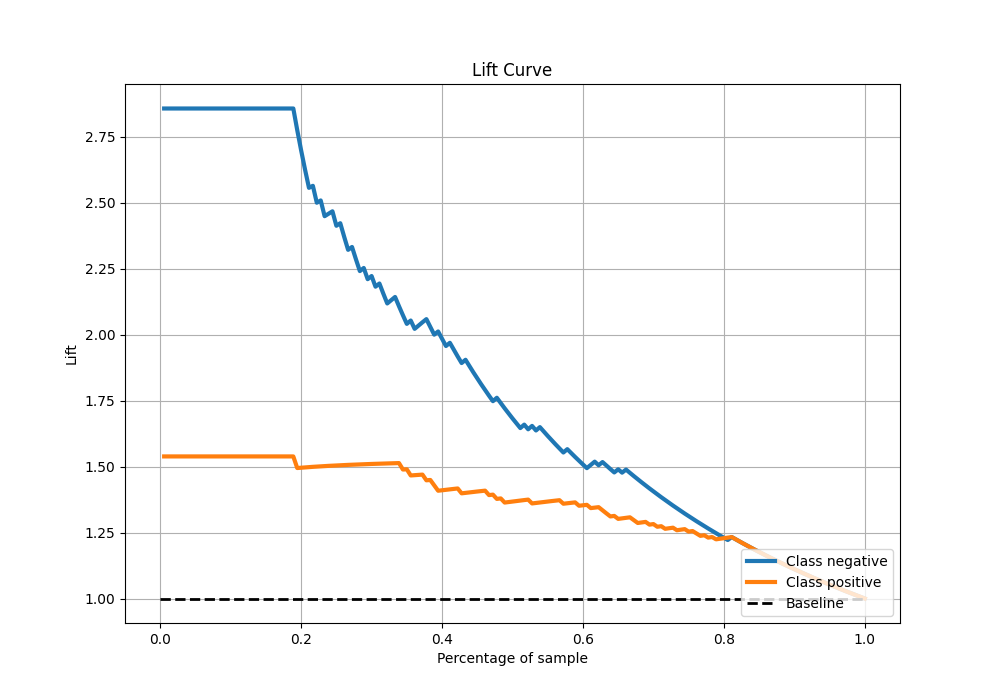 Lift Curve
Lift
2.75
2.50
2.25
2.00
1.75
1.50
1.25
1.00
0.0 0.2 0.4 0.6 0.8 1.0
Percentage of sample
Class negative
Class positive
Baseline